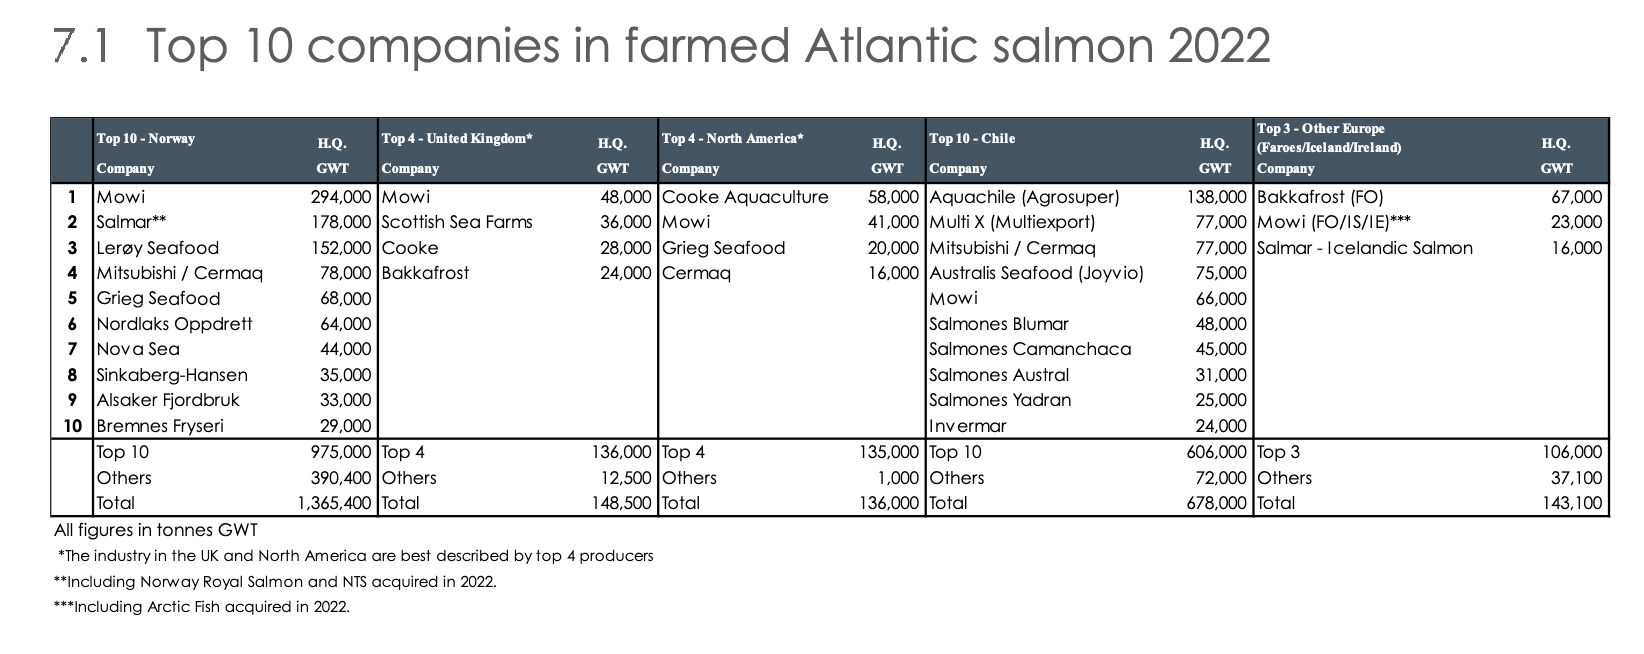 7.1 Top 10 companies in farmed Atlantic salmon 2022
Top 10 - Norway H.Q. Top 4 - United Kingdom* H.Q. Top 4 - North America* H.Q. Top 10 - Chile H.Q. Top 3 - Other Europe (Faroes/Iceland/Ireland) H.Q.
Company GWT Company GWT Company GWT Company GWT Company GWT
1 Mowi 294,000 Mowi 48,000 Cooke Aquaculture 58,000 Aquachile (Agrosuper) 138,000 Bakkafrost (FO) 67,000
2 Salmar** 178,000 Scottish Sea Farms 36,000 Mowi 41,000 Multi X (Multiexport) 77,000 Mowi (FO/IS/IE)*** 23,000
3 Lerøy Seafood 152,000 Cooke 28,000 Grieg Seafood 20,000 Mitsubishi / Cermaq 77,000 Salmar - Icelandic Salmon 16,000
4 Mitsubishi / Cermaq 78,000 Bakkafrost 24,000 Cermaq 16,000 Australis Seafood (Joyvio) 75,000
5 Grieg Seafood 68,000 Mowi 66,000
6 Nordlaks Oppdrett 64,000 Salmones Blumar 48,000
7 Nova Sea 44,000 Salmones Camanchaca 45,000
8 Sinkaberg-Hansen 35,000 Salmones Austral 31,000
9 Alsaker Fjordbruk 33,000 Salmones Yadran 25,000
10 Bremnes Fryseri 29,000 Invermar 24,000
Top 10 975,000 Top 4 136,000 Top 4 135,000 Top 10 606,000 Top 3 106,000
Others 390,400 Others 12,500 Others 1,000 Others 72,000 Others 37,100
Total 1,365,400 Total 148,500 Total 136,000 Total 678,000 Total 143,100
All figures in tonnes GWT
*The industry in the UK and North America are best described by top 4 producers
**Including Norway Royal Salmon and NTS acquired in 2022.
***Including Arctic Fish acquired in 2022.